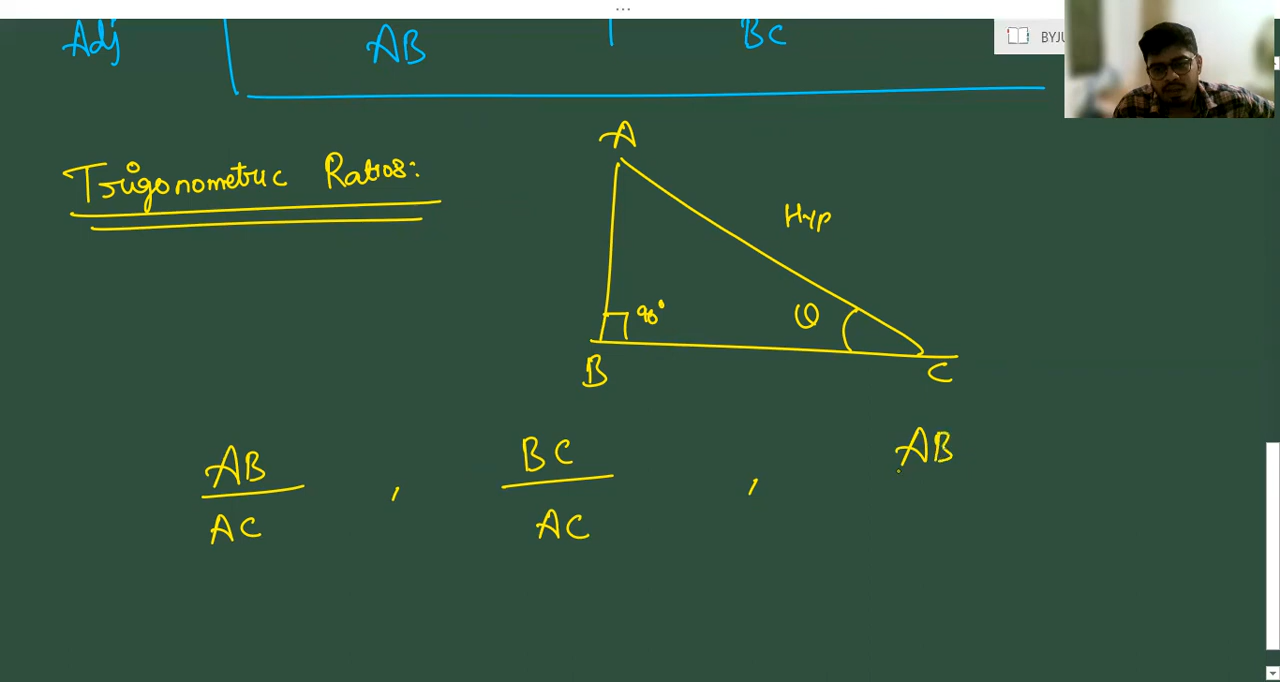 Adj AB BC
BYJU
Trigonometric Ratios:
A
Hyp
90° θ
B C
AB , BC , AB
AC AC